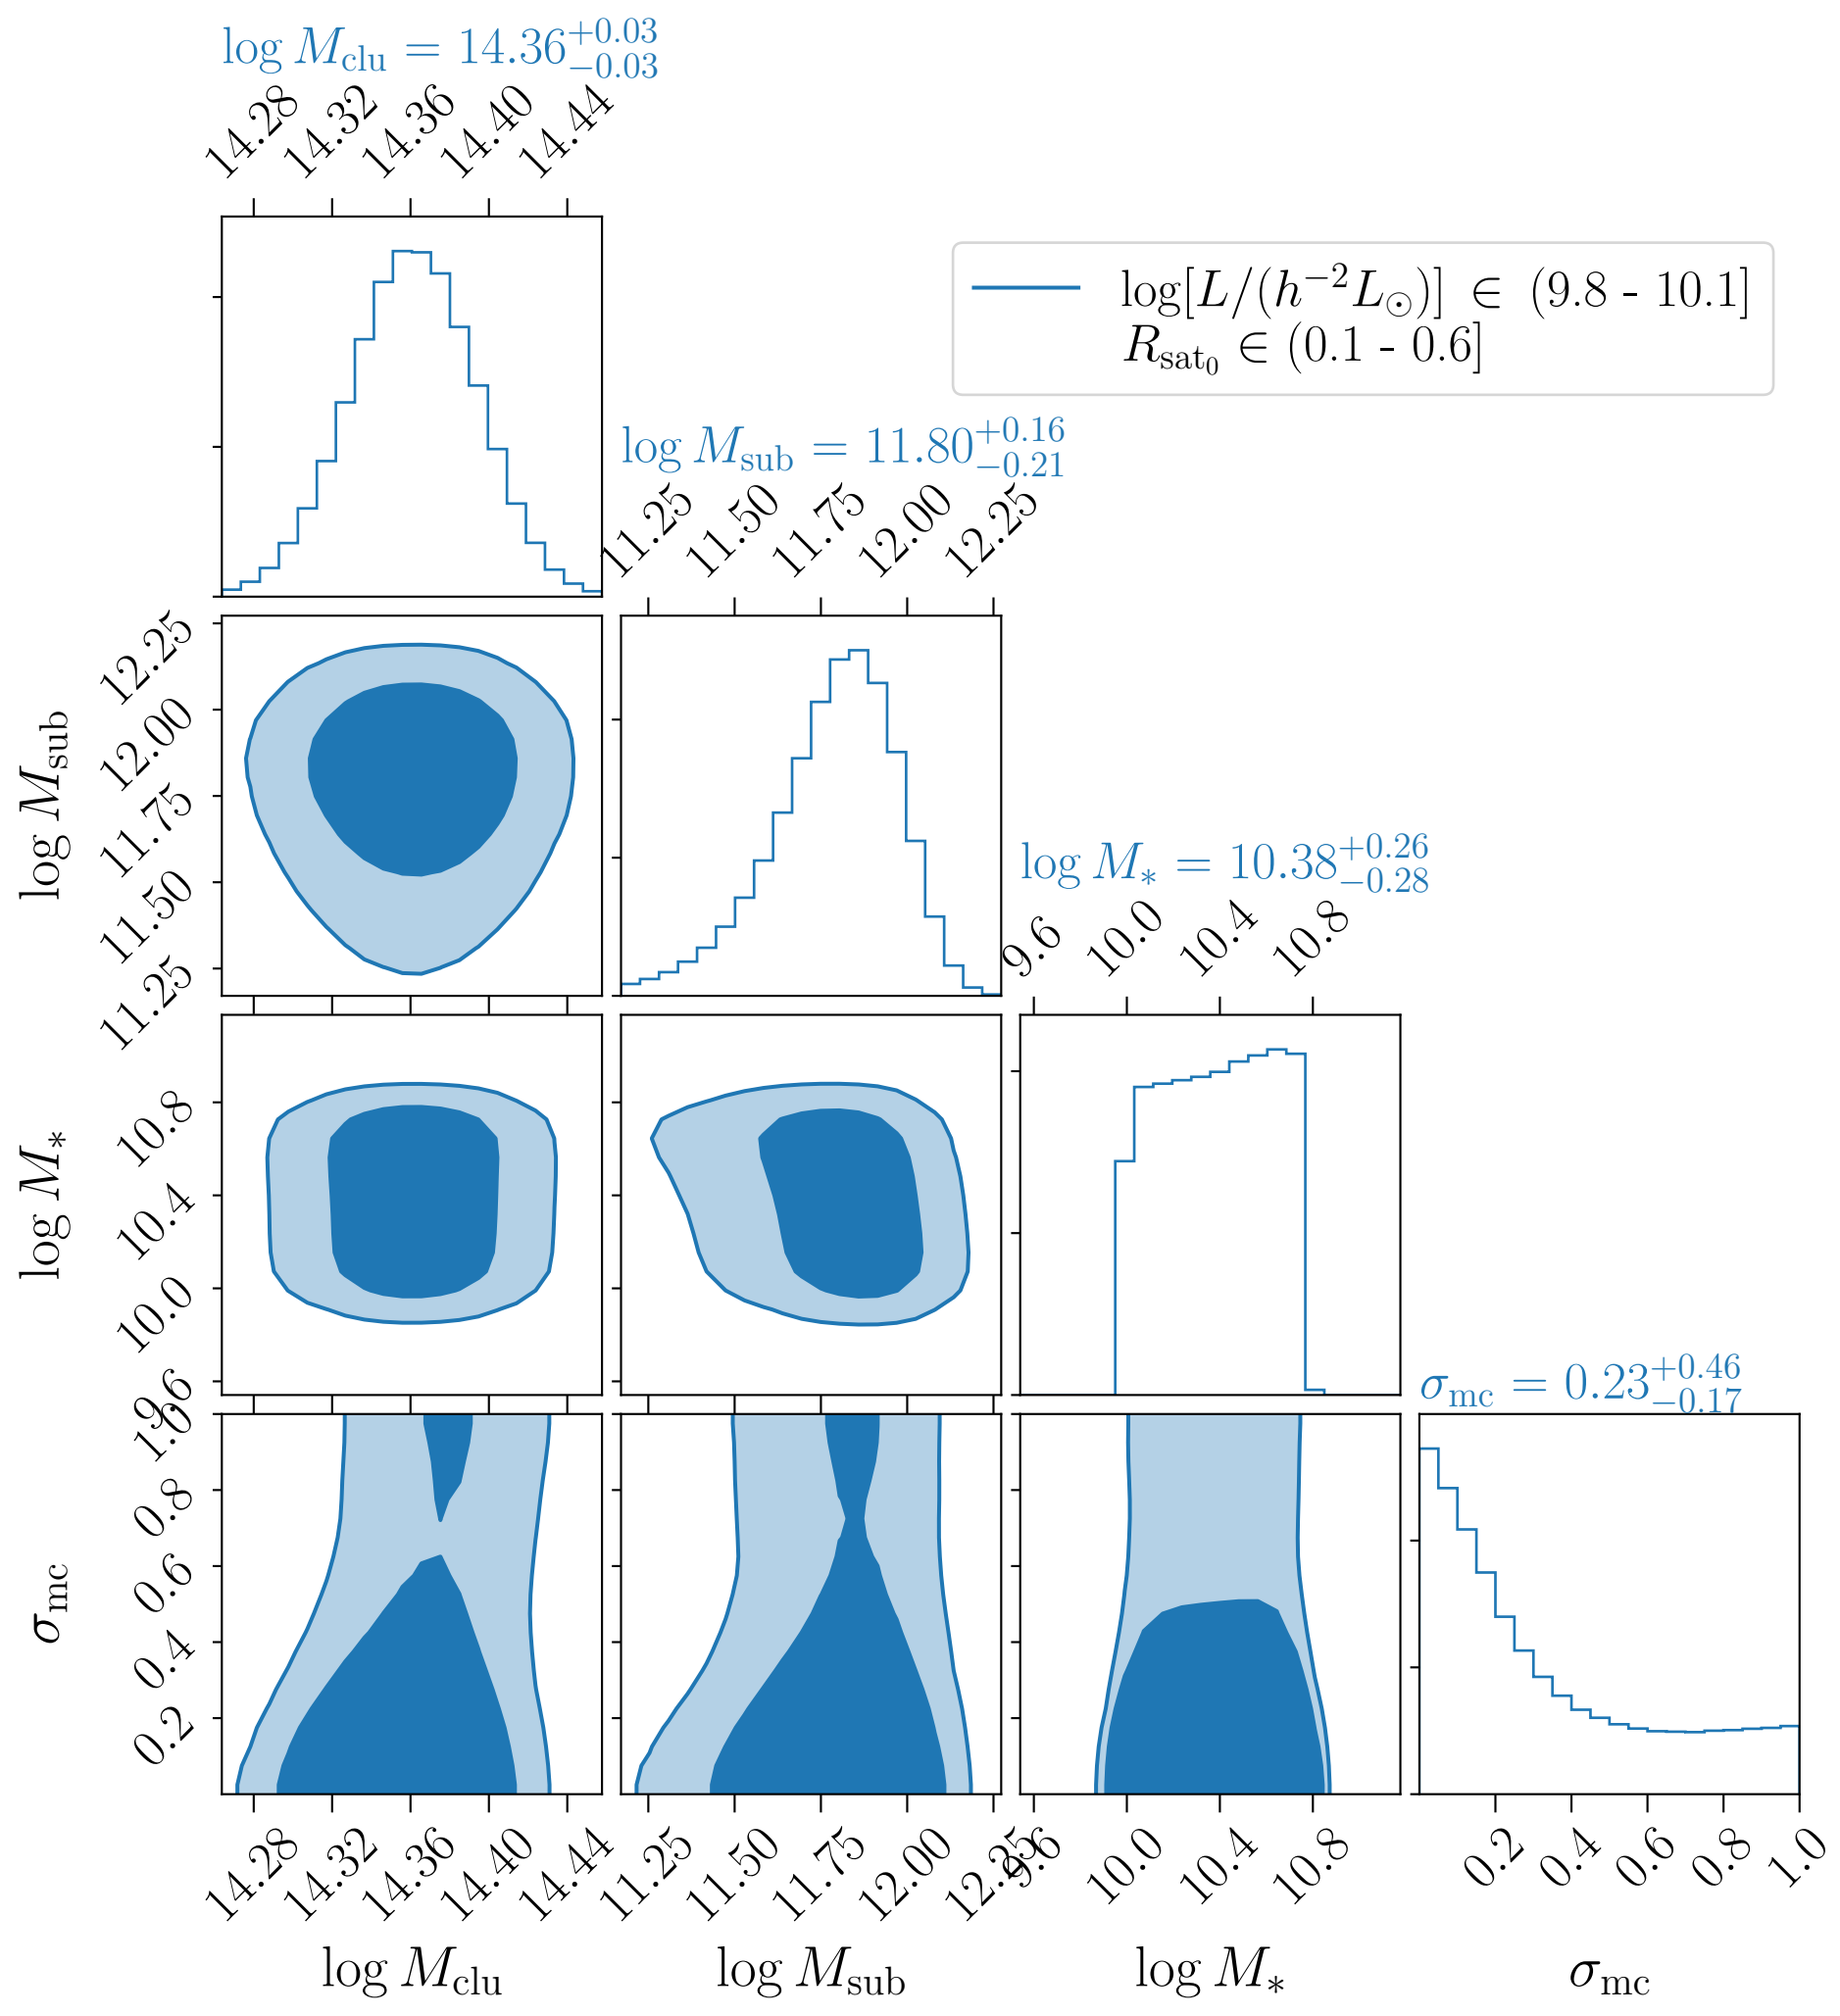 log M_clu = 14.36^{+0.03}_{-0.03}
14.28 14.32 14.36 14.40 14.44
log[L/(h^{-2}L_⊙)] ∈ (9.8 - 10.1]
R_{sat_0} ∈ (0.1 - 0.6]
log M_sub = 11.80^{+0.16}_{-0.21}
11.25 11.50 11.75 12.00 12.25
log M_sub
12.25
12.00
11.75
11.50
11.25
log M_* = 10.38^{+0.26}_{-0.28}
9.6 10.0 10.4 10.8
log M_*
10.8
10.4
10.0
9.6
σ_mc = 0.23^{+0.46}_{-0.17}
σ_mc
1.0
0.8
0.6
0.4
0.2
14.28 14.32 14.36 14.40 14.44
11.25 11.50 11.75 12.00 12.25
9.6 10.0 10.4 10.8
0.2 0.4 0.6 0.8 1.0
log M_clu
log M_sub
log M_*
σ_mc